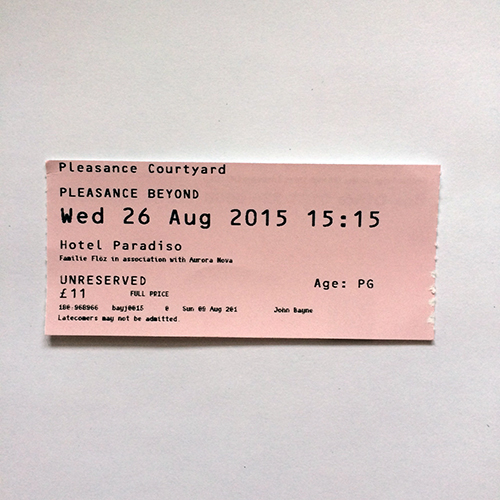 Pleasance Courtyard
PLEASANCE BEYOND
Wed 26 Aug 2015 15:15
Hotel Paradiso
Familie Flöz in association with Aurora Nova
UNRESERVED
Age: PG
£11 FULL PRICE
180-968966 bayj0015 0 Sun 09 Aug 201 John Bayne
Latecomers may not be admitted.